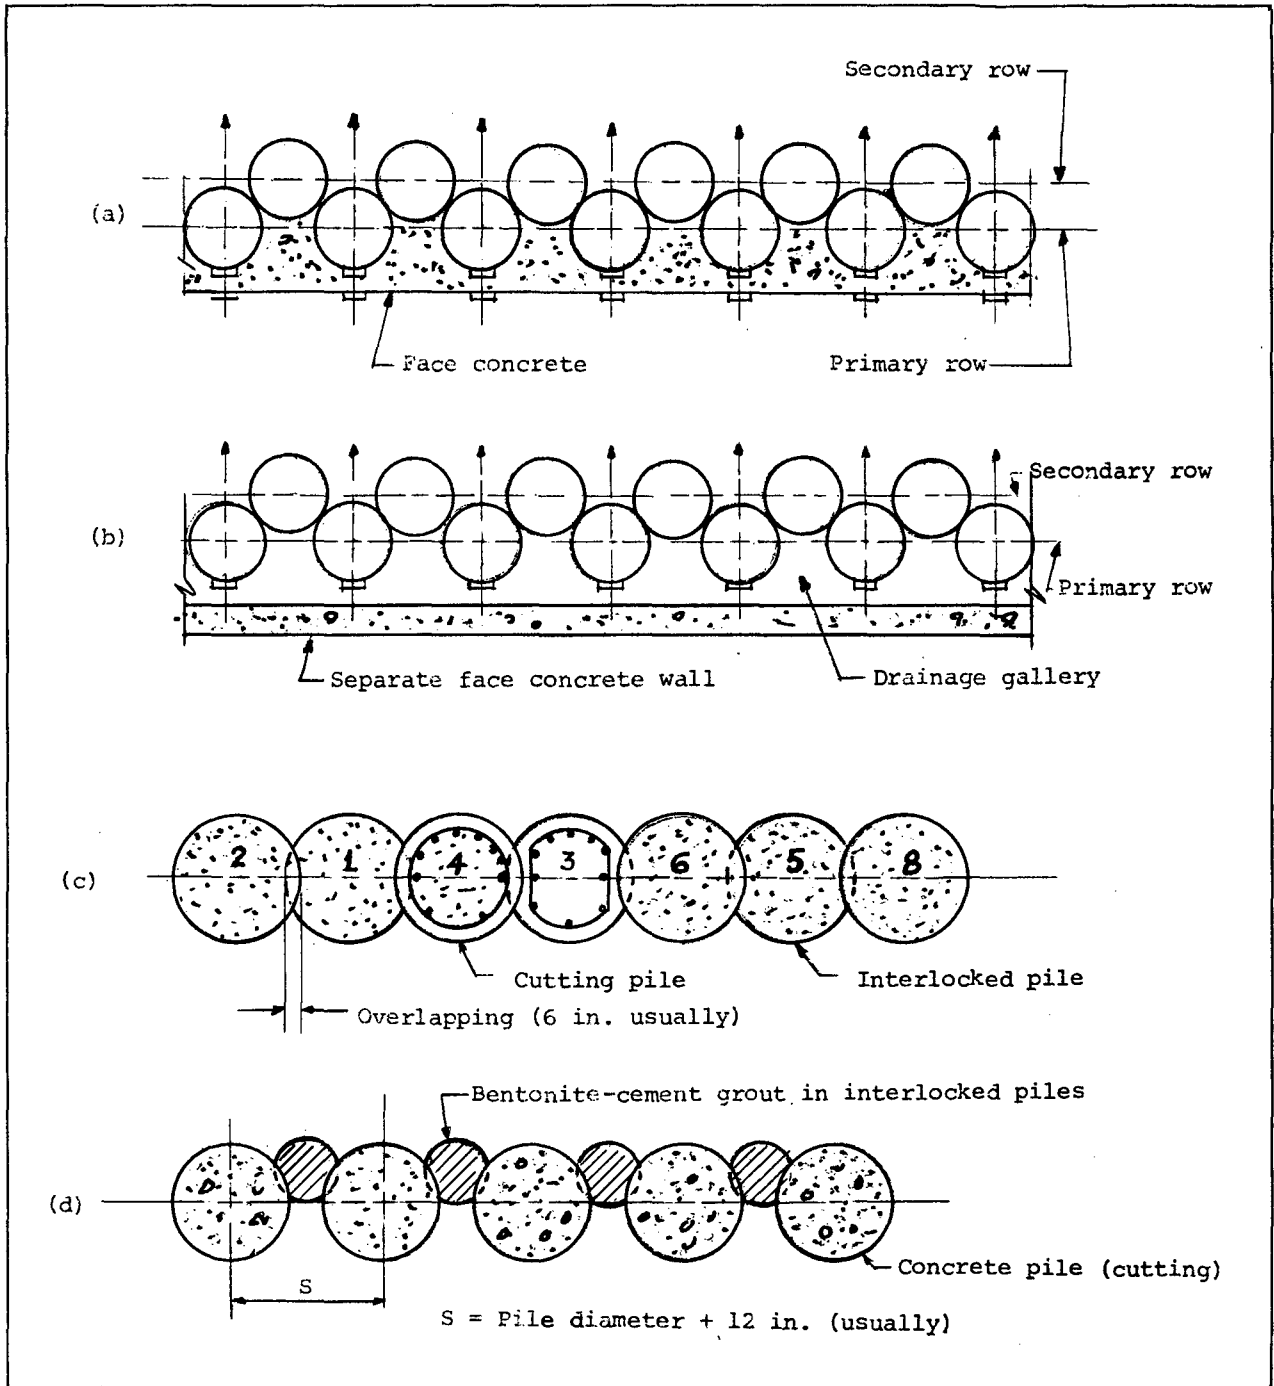 Secondary row
(a)
Face concrete
Primary row
Secondary row
(b)
Primary row
Separate face concrete wall
Drainage gallery
2 1 4 3 6 5 8
(c)
Cutting pile
Interlocked pile
Overlapping (6 in. usually)
Bentonite-cement grout in interlocked piles
(d)
Concrete pile (cutting)
S
S = Pile diameter + 12 in. (usually)